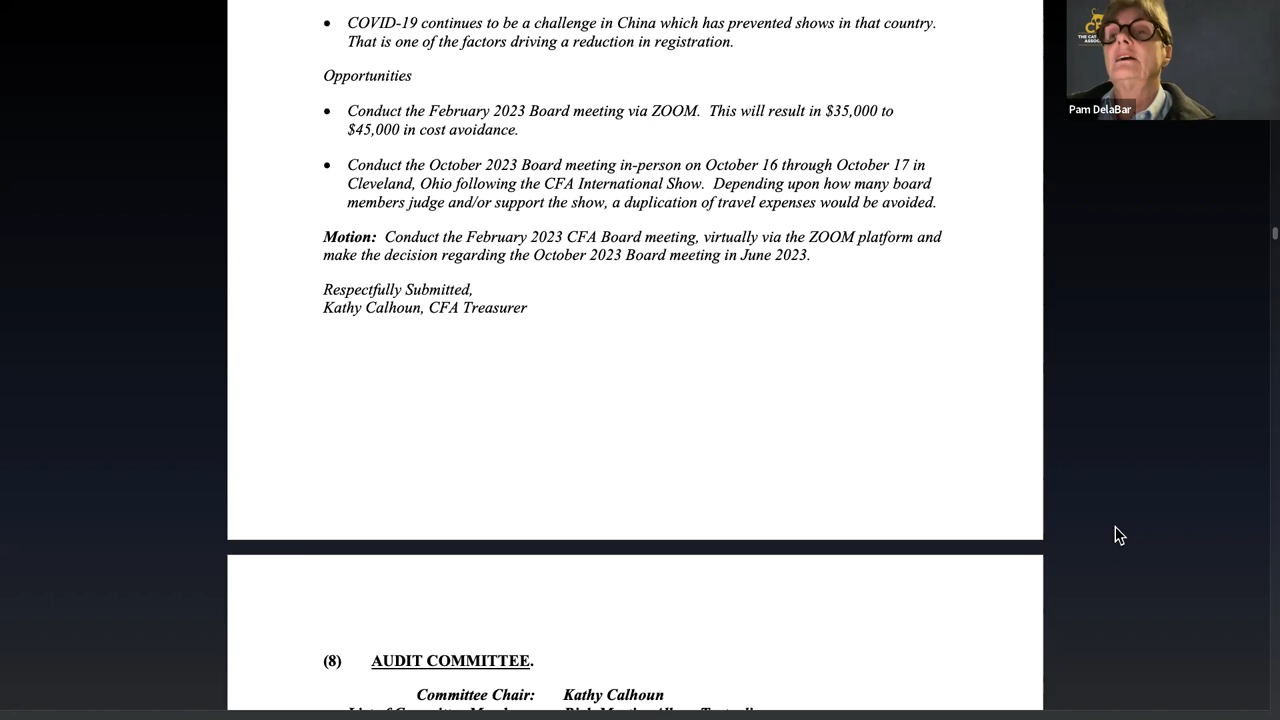 COVID-19 continues to be a challenge in China which has prevented shows in that country.
That is one of the factors driving a reduction in registration.
Opportunities
Conduct the February 2023 Board meeting via ZOOM. This will result in $35,000 to
$45,000 in cost avoidance.
Conduct the October 2023 Board meeting in-person on October 16 through October 17 in
Cleveland, Ohio following the CFA International Show. Depending upon how many board
members judge and/or support the show, a duplication of travel expenses would be avoided.
Motion: Conduct the February 2023 CFA Board meeting, virtually via the ZOOM platform and
make the decision regarding the October 2023 Board meeting in June 2023.
Respectfully Submitted,
Kathy Calhoun, CFA Treasurer
(8) AUDIT COMMITTEE.
Committee Chair: Kathy Calhoun
THE CAT
Pam DelaBar